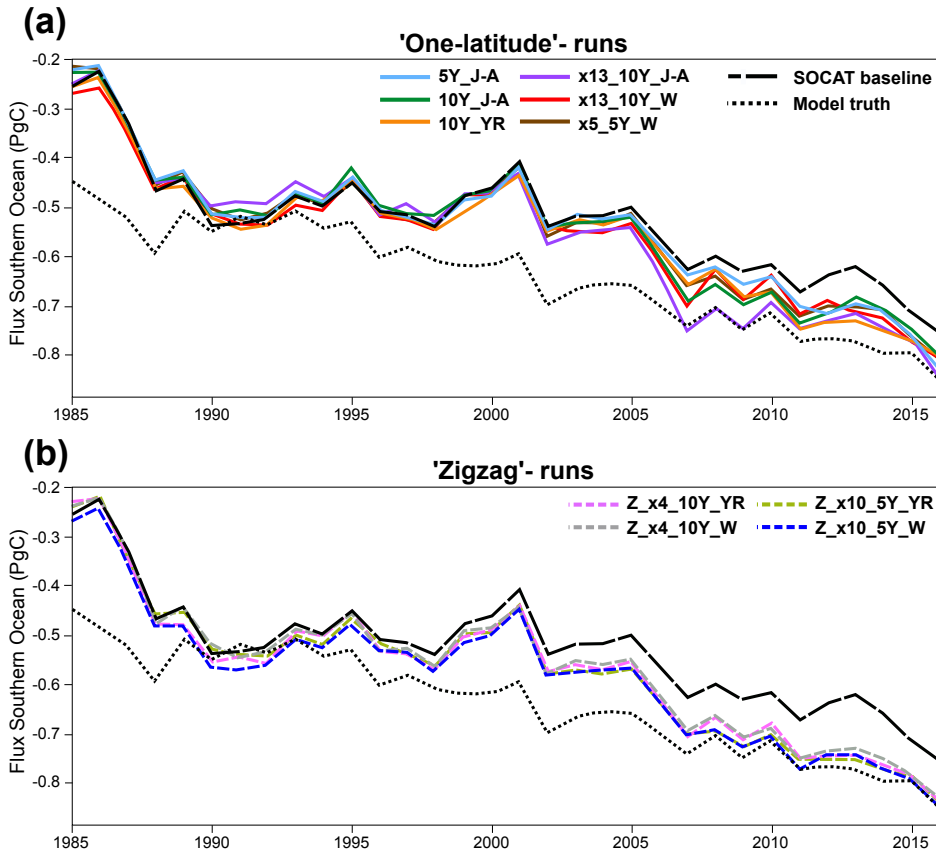 (a)
'One-latitude'- runs
Flux Southern Ocean (PgC)
-0.2
-0.3
-0.4
-0.5
-0.6
-0.7
-0.8
5Y_J-A
10Y_J-A
10Y_YR
x13_10Y_J-A
x13_10Y_W
x5_5Y_W
SOCAT baseline
Model truth
1985 1990 1995 2000 2005 2010 2015
(b)
'Zigzag'- runs
Flux Southern Ocean (PgC)
-0.2
-0.3
-0.4
-0.5
-0.6
-0.7
-0.8
Z_x4_10Y_YR
Z_x4_10Y_W
Z_x10_5Y_YR
Z_x10_5Y_W
1985 1990 1995 2000 2005 2010 2015